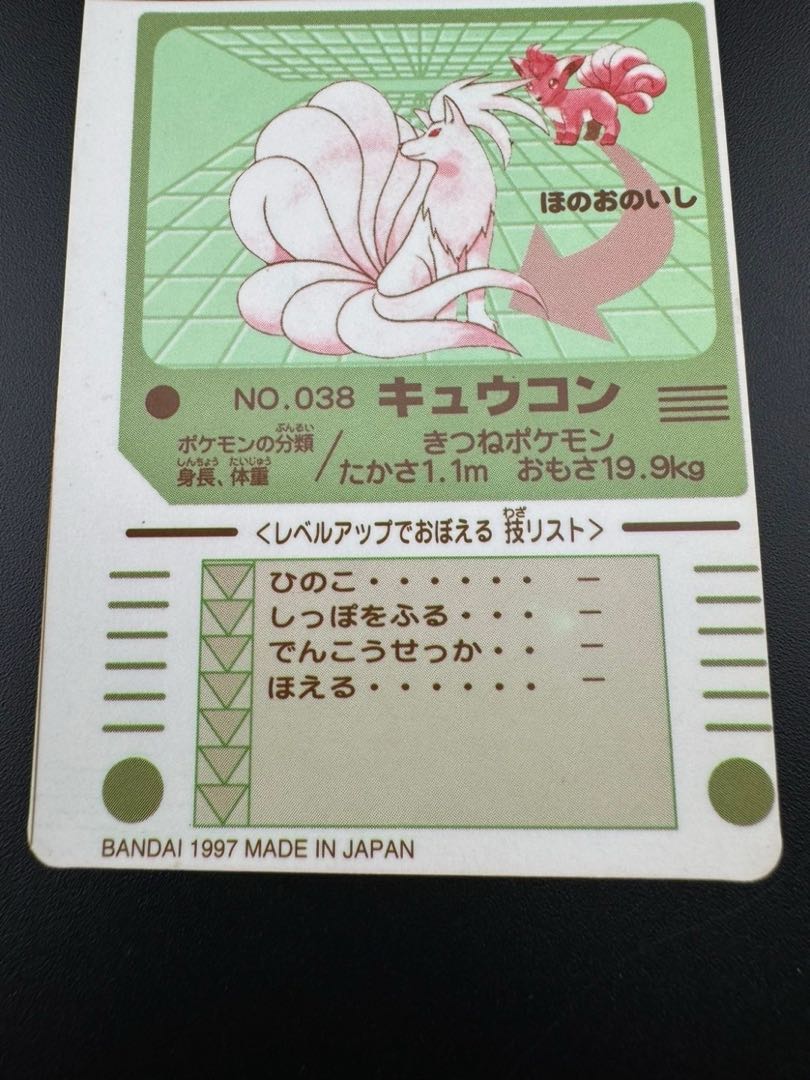 ほのおのいし
NO.038 キュウコン
ポケモンの分類 ぶんるい / きつねポケモン
身長、体重 しんちょう たいじゅう たかさ1.1m おもさ19.9kg
<レベルアップでおぼえる 技リスト> わざ
ひのこ・・・・・・ －
しっぽをふる・・・ －
でんこうせっか・・ －
ほえる・・・・・・ －
BANDAI 1997 MADE IN JAPAN